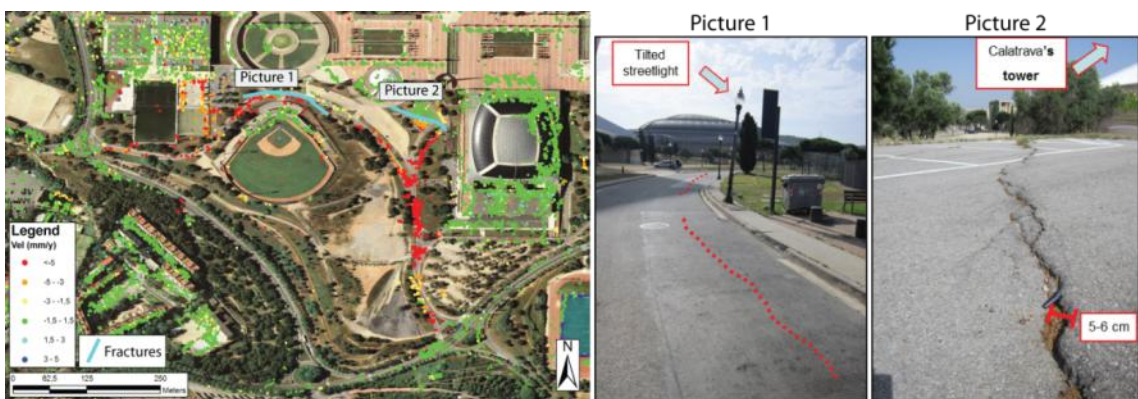 Picture 1
Picture 2
Legend
Vel (mm/y)
<-5
-5 - -3
-3 - -1,5
-1,5 - 1,5
1,5 - 3
3 - 5
Fractures
N
0 62,5 125 250
Meters
Picture 1
Tilted
streetlight
Picture 2
Calatrava's
tower
5-6 cm